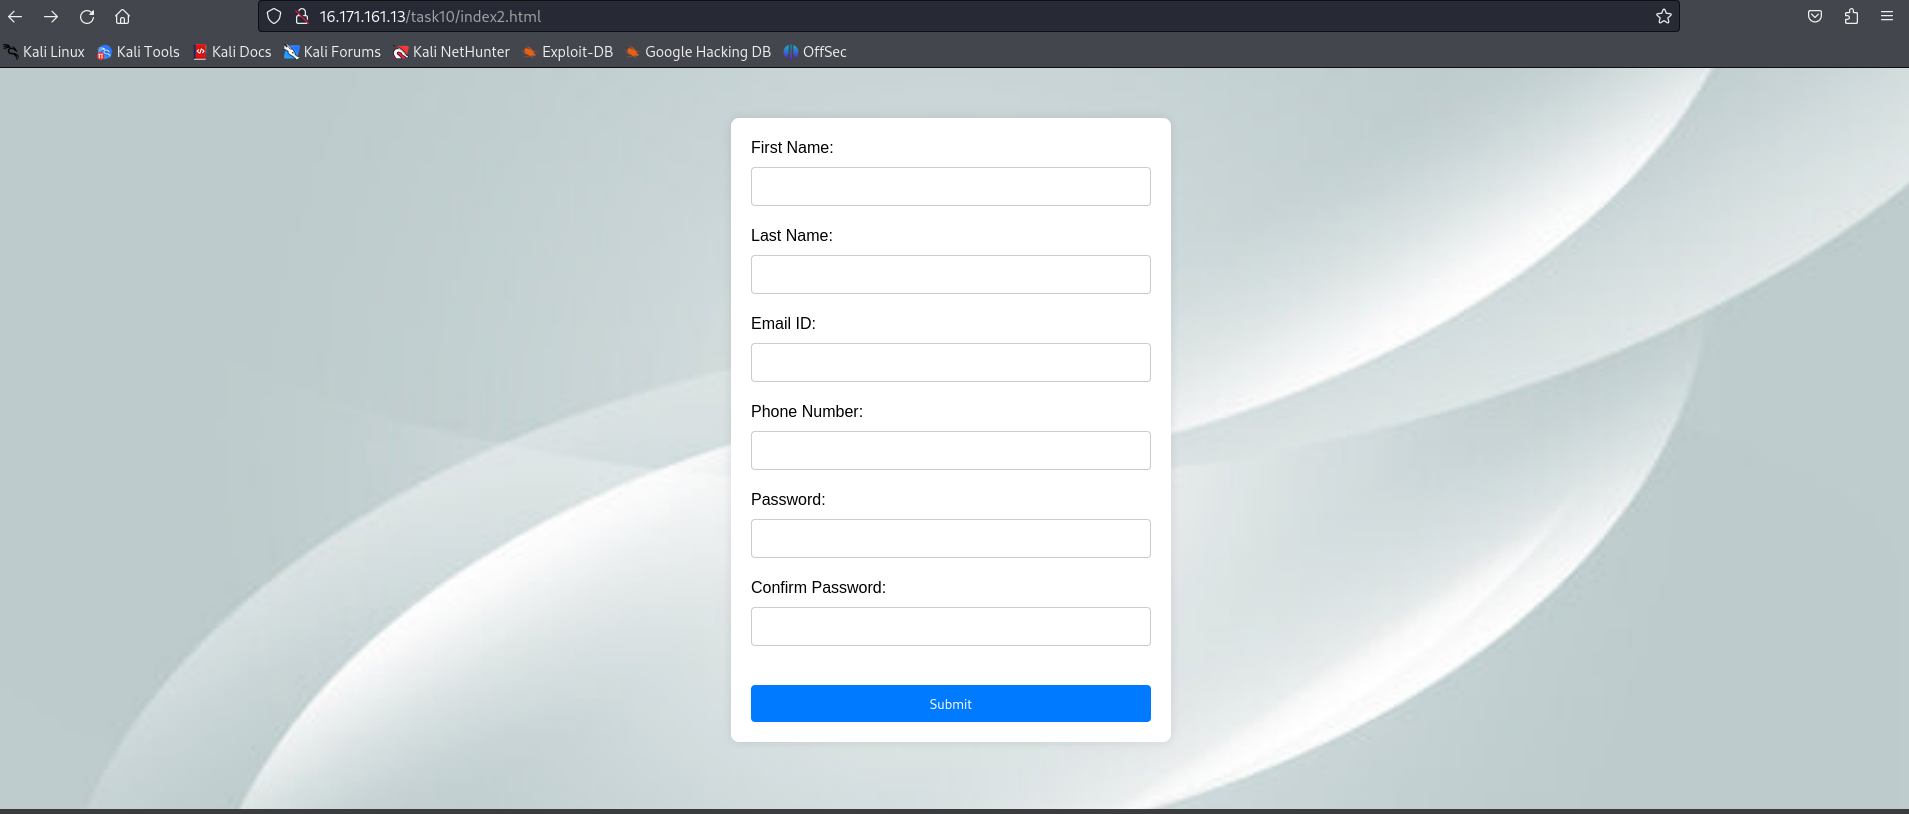 16.171.161.13/task10/index2.html
Kali Linux Kali Tools Kali Docs Kali Forums Kali NetHunter Exploit-DB Google Hacking DB OffSec
First Name:
Last Name:
Email ID:
Phone Number:
Password:
Confirm Password:
Submit